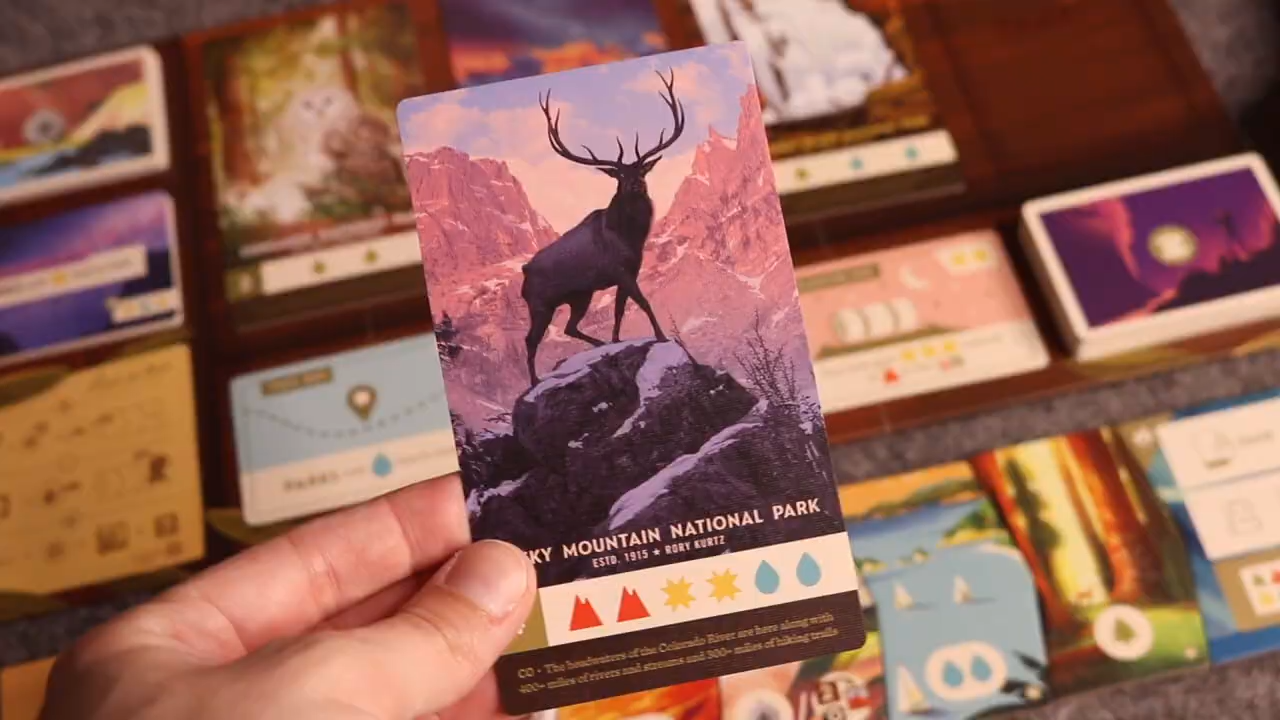 KY MOUNTAIN NATIONAL PARK
ESTD. 1915 ★ RORY KURTZ
CO • The headwaters of the Colorado River are here along with
400+ miles of rivers and streams and 300+ miles of hiking trails
PARKS